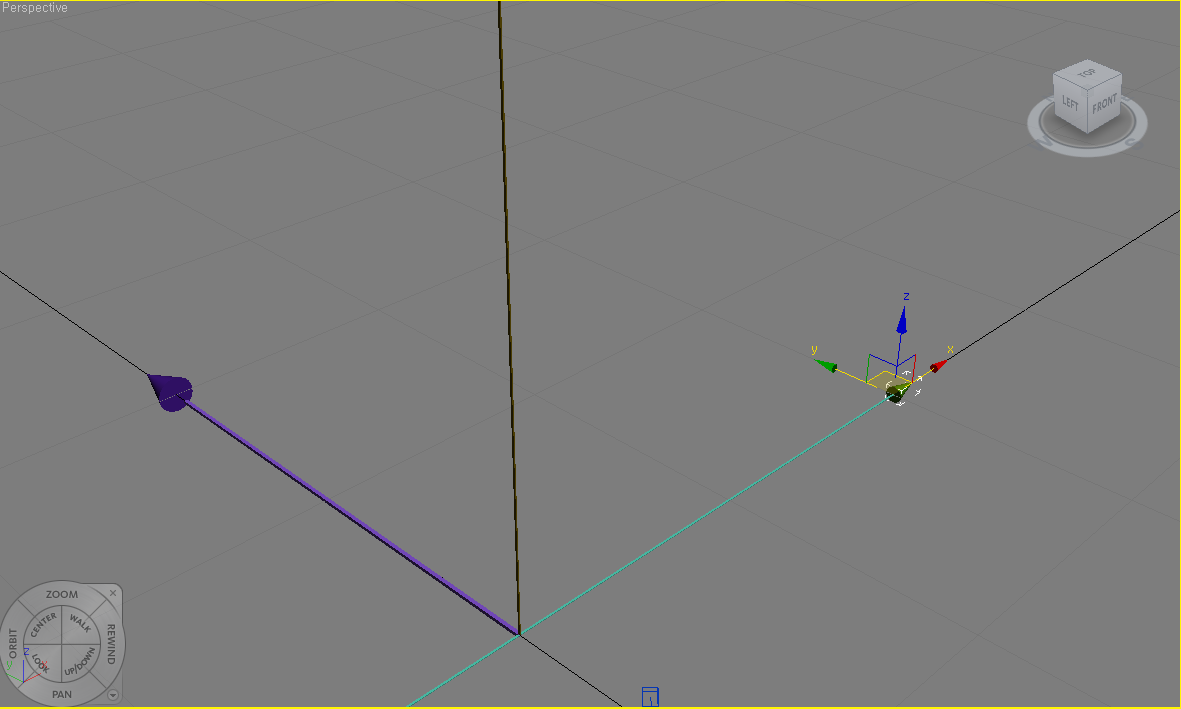 Perspective
TOP
LEFT
FRONT
z
y
x
ZOOM
CENTER
WALK
ORBIT
REWIND
LOOK
UP/DOWN
PAN
z
y
x